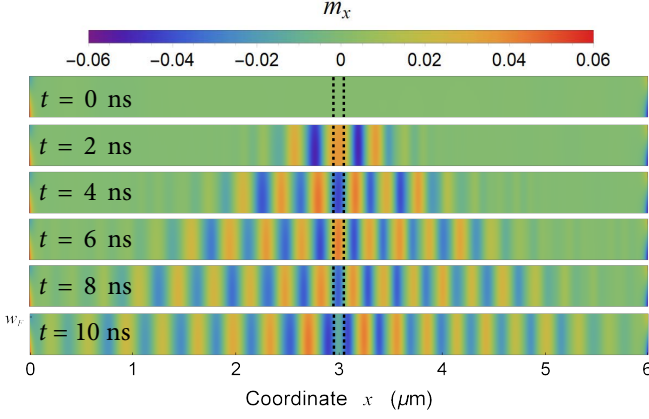 mₓ
−0.06 −0.04 −0.02 0 0.02 0.04 0.06
t = 0 ns
t = 2 ns
t = 4 ns
t = 6 ns
t = 8 ns
w_F t = 10 ns
0 1 2 3 4 5 6
Coordinate x (μm)